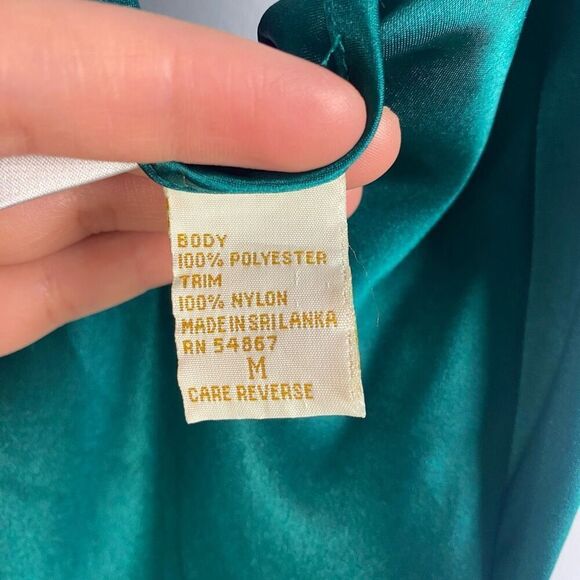 BODY
100% POLYESTER
TRIM
100% NYLON
MADE IN SRI LANKA
RN 54867
M
CARE REVERSE